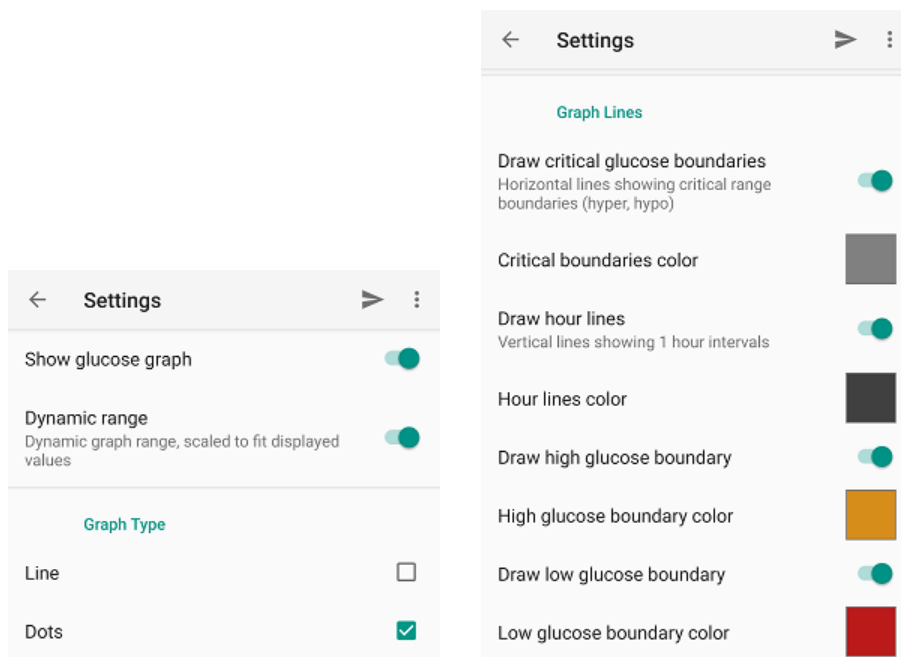 Settings
Show glucose graph
Dynamic range
Dynamic graph range, scaled to fit displayed
values
Graph Type
Line
Dots
Settings
Graph Lines
Draw critical glucose boundaries
Horizontal lines showing critical range
boundaries (hyper, hypo)
Critical boundaries color
Draw hour lines
Vertical lines showing 1 hour intervals
Hour lines color
Draw high glucose boundary
High glucose boundary color
Draw low glucose boundary
Low glucose boundary color